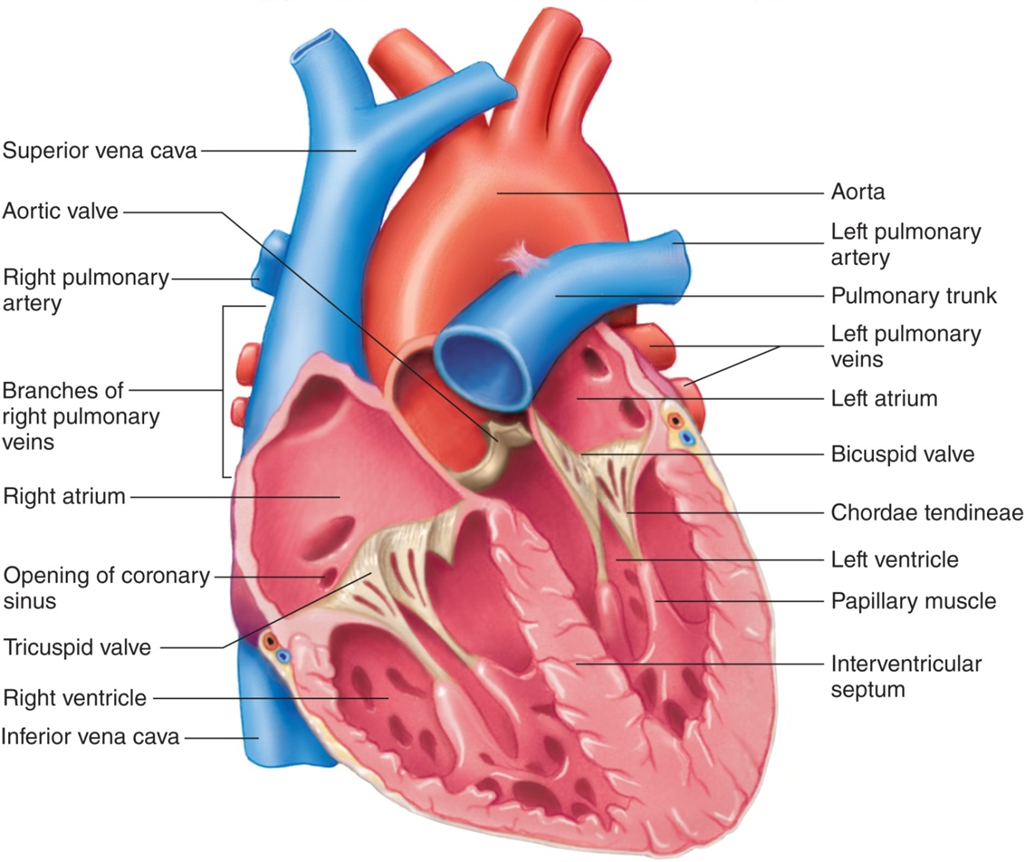 Superior vena cava
Aortic valve
Right pulmonary
artery
Branches of
right pulmonary
veins
Right atrium
Opening of coronary
sinus
Tricuspid valve
Right ventricle
Inferior vena cava
Aorta
Left pulmonary
artery
Pulmonary trunk
Left pulmonary
veins
Left atrium
Bicuspid valve
Chordae tendineae
Left ventricle
Papillary muscle
Interventricular
septum